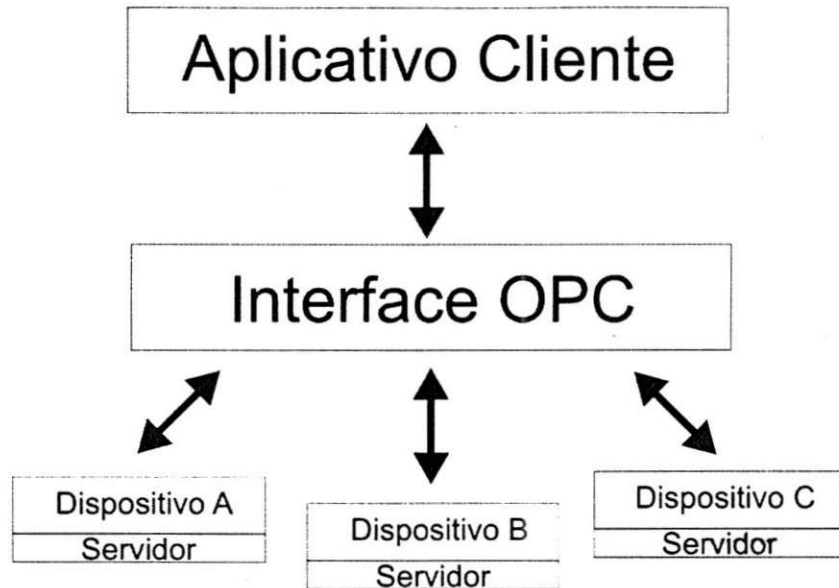 Aplicativo Cliente
Interface OPC
Dispositivo A
Servidor
Dispositivo B
Servidor
Dispositivo C
Servidor